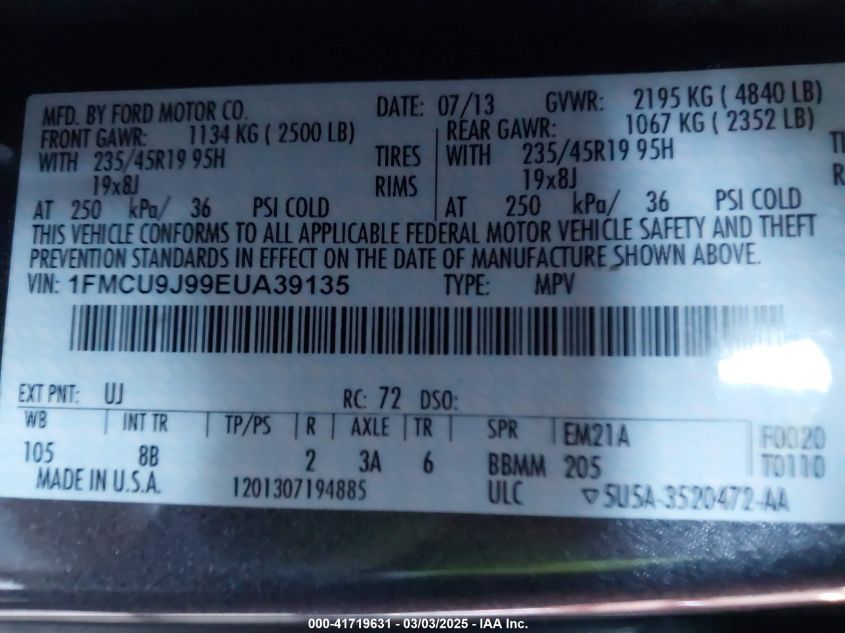 MFD. BY FORD MOTOR CO. DATE: 07/13 GVWR: 2195 KG ( 4840 LB)
FRONT GAWR: 1134 KG ( 2500 LB) REAR GAWR: 1067 KG ( 2352 LB)
WITH 235/45R19 95H TIRES WITH 235/45R19 95H
19x8J RIMS 19x8J
AT 250 kPa/ 36 PSI COLD AT 250 kPa/ 36 PSI COLD
THIS VEHICLE CONFORMS TO ALL APPLICABLE FEDERAL MOTOR VEHICLE SAFETY AND THEFT
PREVENTION STANDARDS IN EFFECT ON THE DATE OF MANUFACTURE SHOWN ABOVE.
VIN: 1FMCU9J99EUA39135 TYPE: MPV
EXT PNT: UJ RC: 72 DSO:
WB INT TR TP/PS R AXLE TR SPR EM21A F0020
105 8B 2 3A 6 BBMM 205 T0110
MADE IN U.S.A. 1201307194885 ULC ▽5U5A-3520472-AA
000-41719631 - 03/03/2025 - IAA Inc.